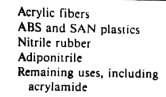 Acrylic fibers
ABS and SAN plastics
Nitrile rubber
Adiponitrile
Remaining uses, including
acrylamide